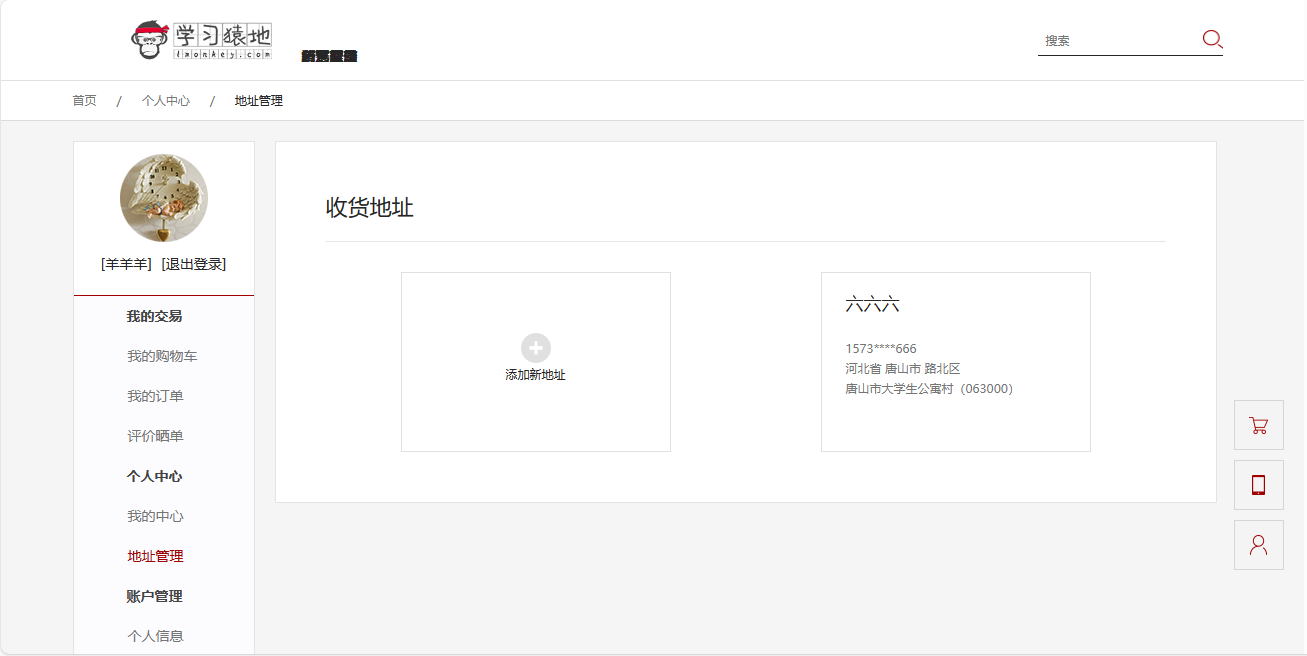 学习猿地
lmonkey.com
搜索
首页 / 个人中心 / 地址管理
[羊羊羊] [退出登录]
我的交易
我的购物车
我的订单
评价晒单
个人中心
我的中心
地址管理
账户管理
个人信息
收货地址
添加新地址
六六六
1573****666
河北省 唐山市 路北区
唐山市大学生公寓村（063000）